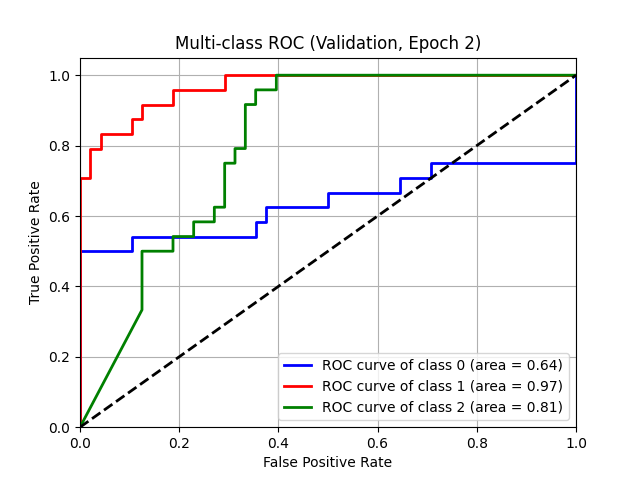 Multi-class ROC (Validation, Epoch 2)
True Positive Rate
1.0
0.8
0.6
0.4
0.2
0.0
0.0 0.2 0.4 0.6 0.8 1.0
False Positive Rate
ROC curve of class 0 (area = 0.64)
ROC curve of class 1 (area = 0.97)
ROC curve of class 2 (area = 0.81)